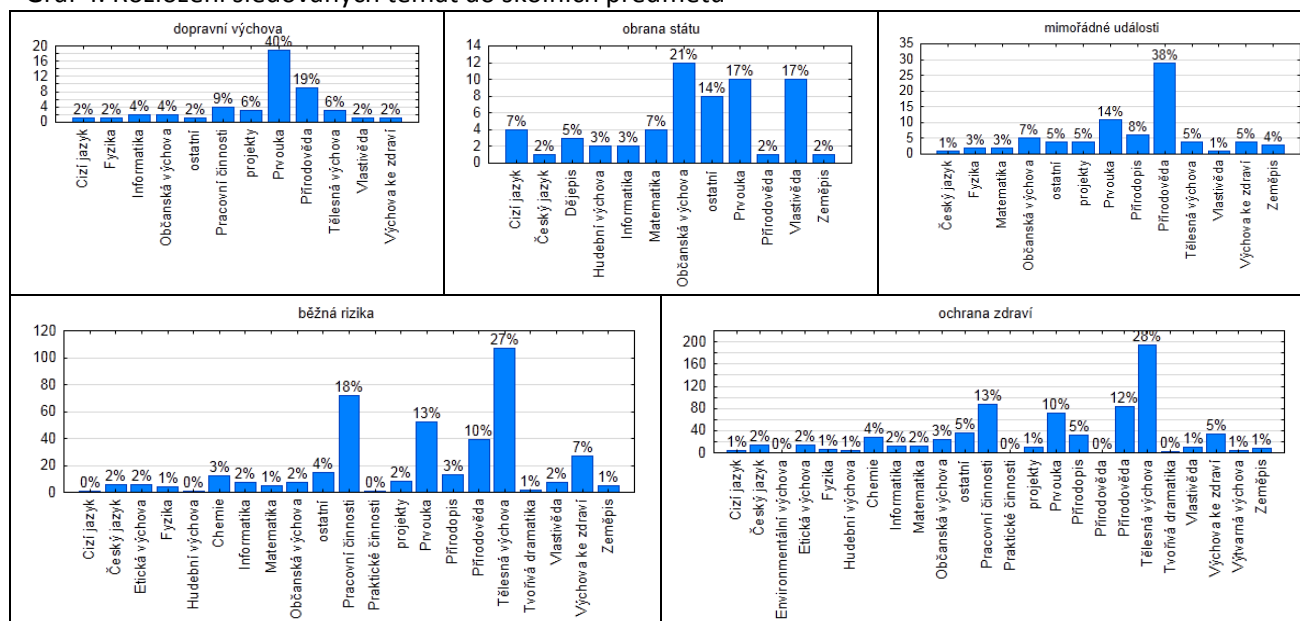 Graf 4: Rozložení sledovaných témat do školních předmětů
dopravní výchova
20
16
12
8
4
0
2%
2%
4%
4%
2%
9%
6%
40%
19%
6%
2%
2%
Cizí jazyk
Fyzika
Informatika
Občanská výchova
ostatní
Pracovní činnosti
projekty
Prvouka
Přírodověda
Tělesná výchova
Vlastivěda
Výchova ke zdraví
obrana státu
14
12
10
8
6
4
2
0
7%
2%
5%
3%
3%
7%
21%
14%
17%
2%
17%
2%
Cizí jazyk
Český jazyk
Dějepis
Hudební výchova
Informatika
Matematika
Občanská výchova
ostatní
Prvouka
Přírodověda
Vlastivěda
Zeměpis
mimořádné události
35
30
25
20
15
10
5
0
1%
3%
3%
7%
5%
5%
14%
8%
38%
5%
1%
5%
4%
Český jazyk
Fyzika
Matematika
Občanská výchova
ostatní
projekty
Prvouka
Přírodopis
Přírodověda
Tělesná výchova
Vlastivěda
Výchova ke zdraví
Zeměpis
běžná rizika
120
100
80
60
40
20
0
0%
2%
2%
1%
0%
3%
2%
1%
2%
4%
18%
0%
2%
13%
3%
10%
27%
1%
2%
7%
1%
Cizí jazyk
Český jazyk
Etická výchova
Fyzika
Hudební výchova
Chemie
Informatika
Matematika
Občanská výchova
ostatní
Pracovní činnosti
Praktické činnosti
projekty
Prvouka
Přírodopis
Přírodověda
Tělesná výchova
Tvořivá dramatika
Vlastivěda
Výchova ke zdraví
Zeměpis
ochrana zdraví
200
160
120
80
40
0
1%
2%
0%
2%
1%
1%
4%
2%
2%
3%
5%
13%
0%
1%
10%
5%
0%
12%
28%
0%
1%
5%
1%
1%
Cizí jazyk
Český jazyk
Environmentální výchova
Etická výchova
Fyzika
Hudební výchova
Chemie
Informatika
Matematika
Občanská výchova
ostatní
Pracovní činnosti
Praktické činnosti
projekty
Prvouka
Přírodopis
Přírodověda
Přírodověda
Tělesná výchova
Tvořivá dramatika
Vlastivěda
Výchova ke zdraví
Výtvarná výchova
Zeměpis